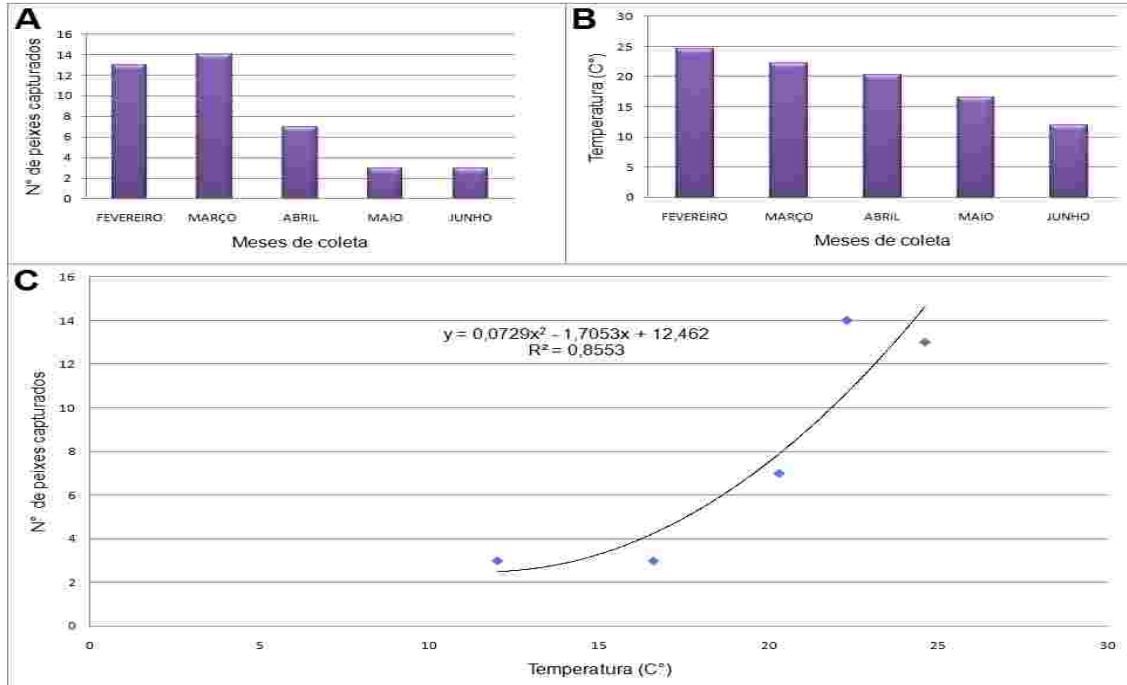 A
N° de peixes capturados
16
14
12
10
8
6
4
2
0
FEVEREIRO MARÇO ABRIL MAIO JUNHO
Meses de coleta
B
Temperatura (C°)
30
25
20
15
10
5
0
FEVEREIRO MARÇO ABRIL MAIO JUNHO
Meses de coleta
C
N° de peixes capturados
16
14
12
10
8
6
4
2
0
y = 0,0729x² - 1,7053x + 12,462
R² = 0,8553
0 5 10 15 20 25 30
Temperatura (C°)